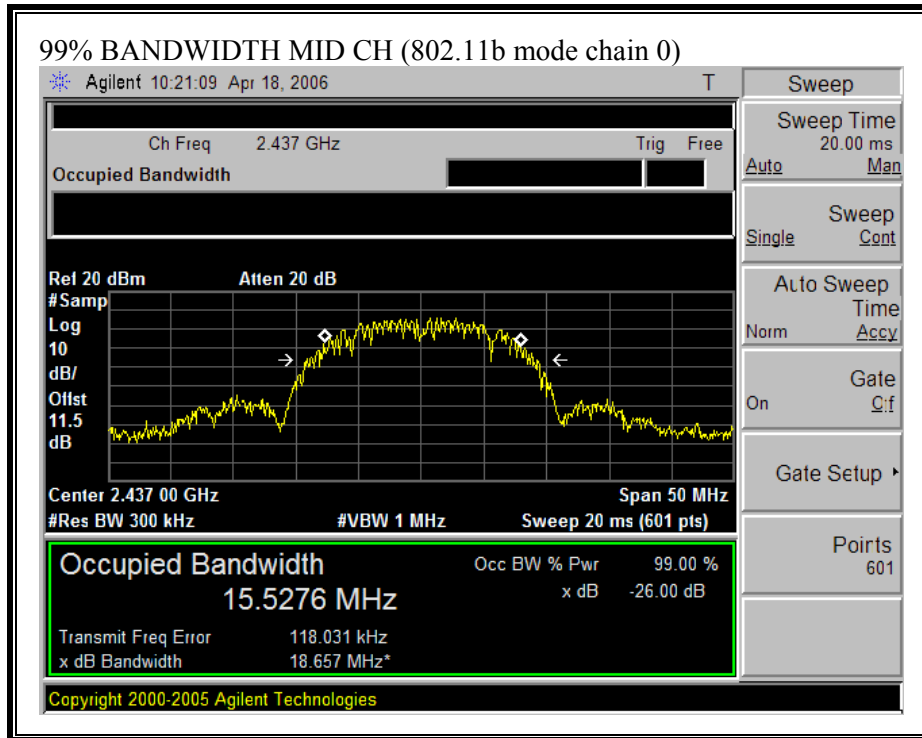 99% BANDWIDTH MID CH (802.11b mode chain 0)
Agilent 10:21:09 Apr 18, 2006 T
Ch Freq 2.437 GHz Trig Free
Occupied Bandwidth
Ref 20 dBm Atten 20 dB
#Samp
Log
10
dB/
Offst
11.5
dB
Center 2.437 00 GHz Span 50 MHz
#Res BW 300 kHz #VBW 1 MHz Sweep 20 ms (601 pts)
Occupied Bandwidth
15.5276 MHz
Occ BW % Pwr 99.00 %
x dB -26.00 dB
Transmit Freq Error 118.031 kHz
x dB Bandwidth 18.657 MHz*
Copyright 2000-2005 Agilent Technologies
Sweep
Sweep Time
20.00 ms
Auto Man
Sweep
Single Cont
Auto Sweep
Time
Norm Accy
Gate
On Off
Gate Setup
Points
601